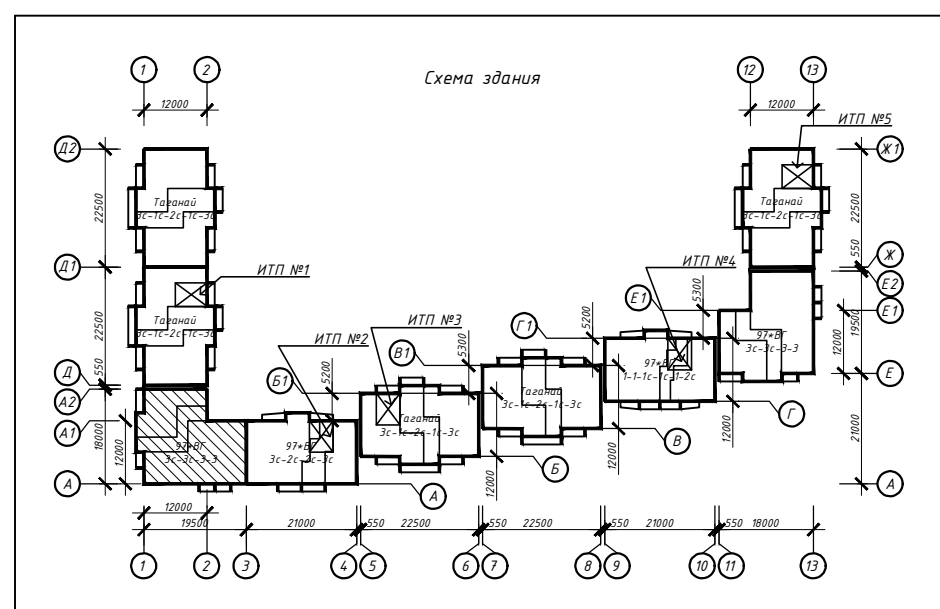 Схема здания
1
2
12
13
12000
12000
ИТП №5
Д2
Ж1
22500
22500
Таганай
3с-1с-2с-1с-3с
Таганай
3с-1с-2с-1с-3с
Д1
Ж
ИТП №1
ИТП №4
550
Е2
Е1
Е1
5300
22500
Таганай
3с-1с-2с-1с-3с
ИТП №2
ИТП №3
Г1
5200
В1
5300
19500
12000
97*ВГ
3с-3с-3-3
97*ВГ
1-1-1с-1с-1-2с
Б1
5200
Д
550
А2
Е
Таганай
3с-1с-2с-1с-3с
Таганай
3с-1с-2с-1с-3с
А1
18000
12000
97*ВГ
3с-3с-3-3
97*ВГ
3с-2с-2с-3с
Г
12000
21000
В
12000
Б
12000
А
А
А
12000
19500
21000
550
22500
550
22500
550
21000
550
18000
1
2
3
4
5
6
7
8
9
10
11
13